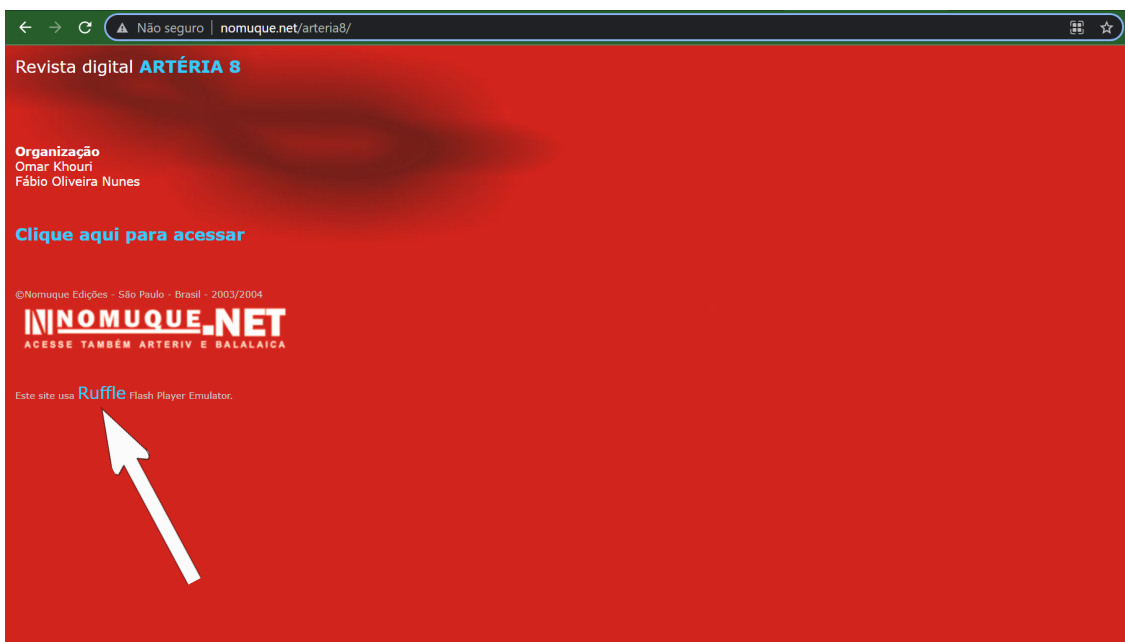 Não seguro | nomuque.net/arteria8/
Revista digital ARTÉRIA 8
Organização
Omar Khouri
Fábio Oliveira Nunes
Clique aqui para acessar
©Nomuque Edições - São Paulo - Brasil - 2003/2004
NOMUQUE.NET
ACESSE TAMBÉM ARTERIV E BALALAICA
Este site usa Ruffle Flash Player Emulator.